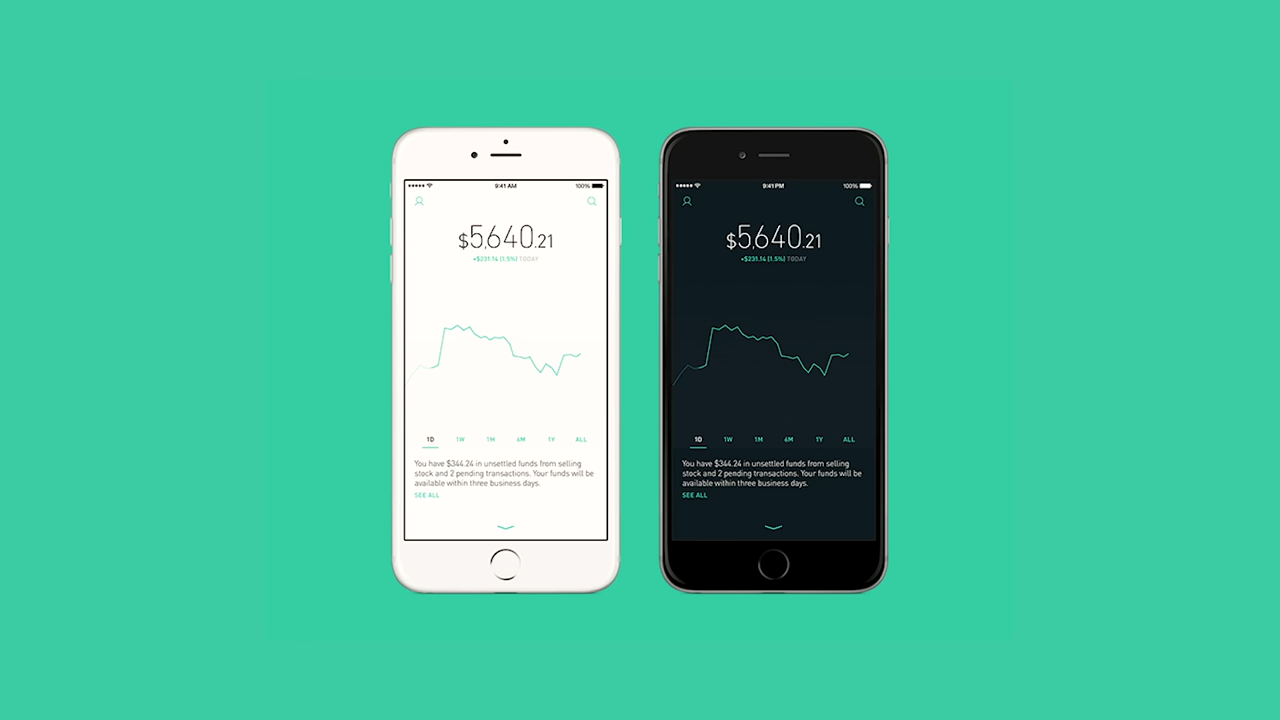 9:41 AM
100%
$5,640.21
+$231.14 (1.5%) TODAY
1D 1W 1M 6M 1Y ALL
You have $344.24 in unsettled funds from selling
stock and 2 pending transactions. Your funds will be
available within three business days.
SEE ALL
9:41 PM
100%
$5,640.21
+$231.14 (1.5%) TODAY
1D 1W 1M 6M 1Y ALL
You have $344.24 in unsettled funds from selling
stock and 2 pending transactions. Your funds will be
available within three business days.
SEE ALL